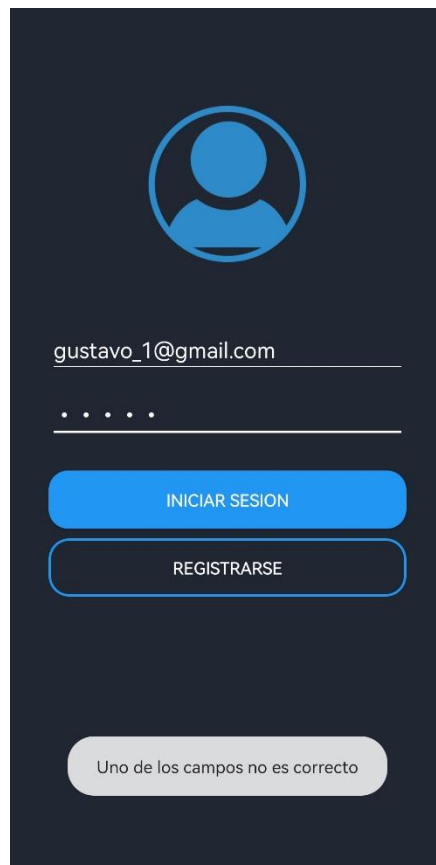 gustavo_1@gmail.com
• • • • •
INICIAR SESION
REGISTRARSE
Uno de los campos no es correcto